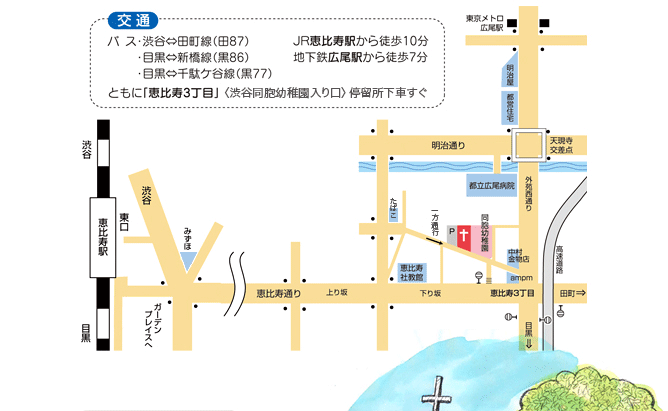 交通
バス・渋谷⇔田町線(田87)
・目黒⇔新橋線(黒86)
・目黒⇔千駄ケ谷線(黒77)
JR恵比寿駅から徒歩10分
地下鉄広尾駅から徒歩7分
ともに「恵比寿3丁目」〈渋谷同胞幼稚園入り口〉停留所下車すぐ
東京メトロ
広尾駅
明治屋
都営住宅
明治通り
天現寺
交差点
都立広尾病院
外苑西通り
渋谷
恵比寿駅
東口
目黒
渋谷
みずほ
ガーデン
プレイスへ
恵比寿通り
上り坂
下り坂
たばこ
一方通行
P
同胞幼稚園
恵比寿
社教館
中村
金物店
ampm
高速道路
恵比寿3丁目
田町⇒
目黒⇒